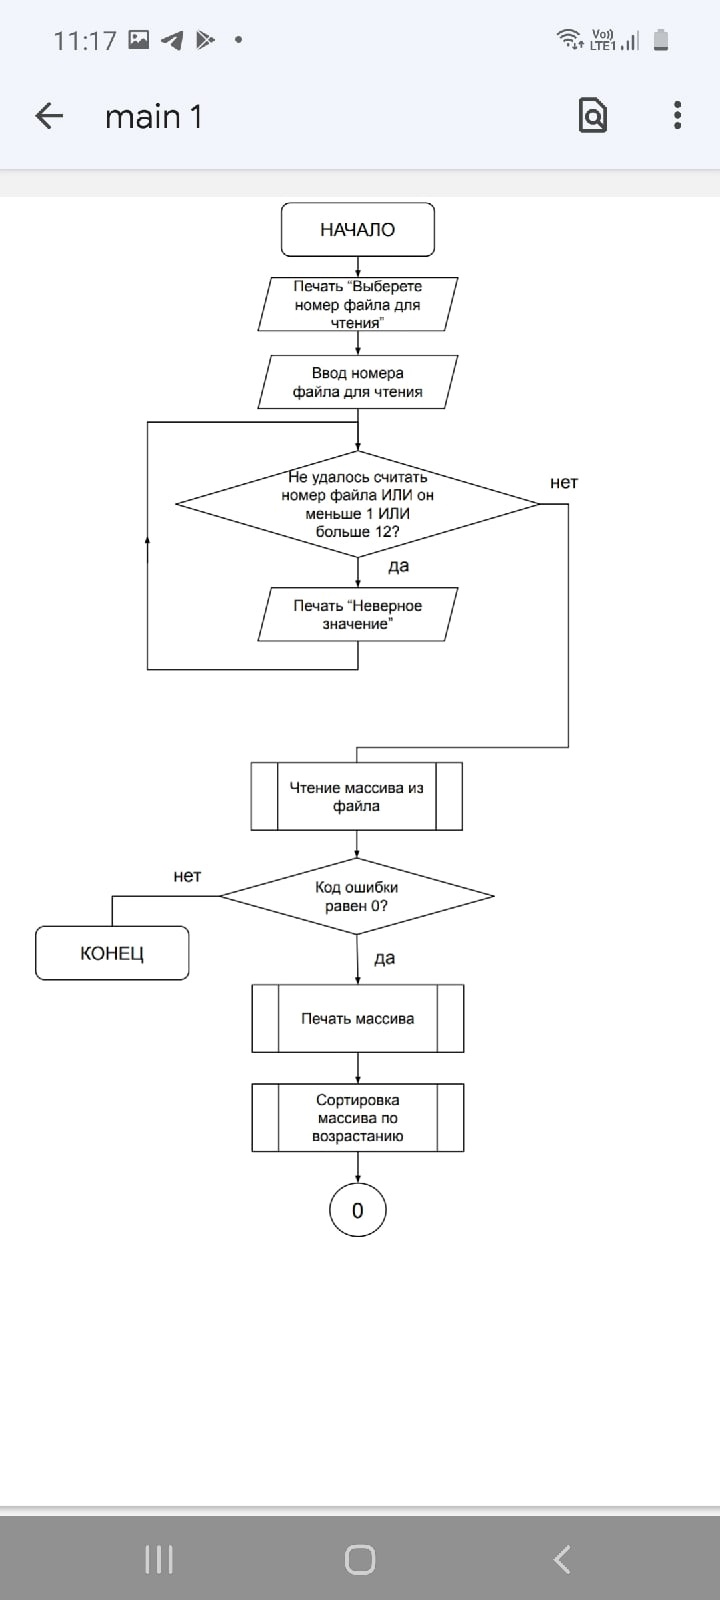 11:17
Vo))
LTE1
main 1
НАЧАЛО
Печать “Выберете
номер файла для
чтения”
Ввод номера
файла для чтения
Не удалось считать
номер файла ИЛИ он
меньше 1 ИЛИ
больше 12?
нет
да
Печать “Неверное
значение”
Чтение массива из
файла
Код ошибки
равен 0?
нет
КОНЕЦ
да
Печать массива
Сортировка
массива по
возрастанию
0